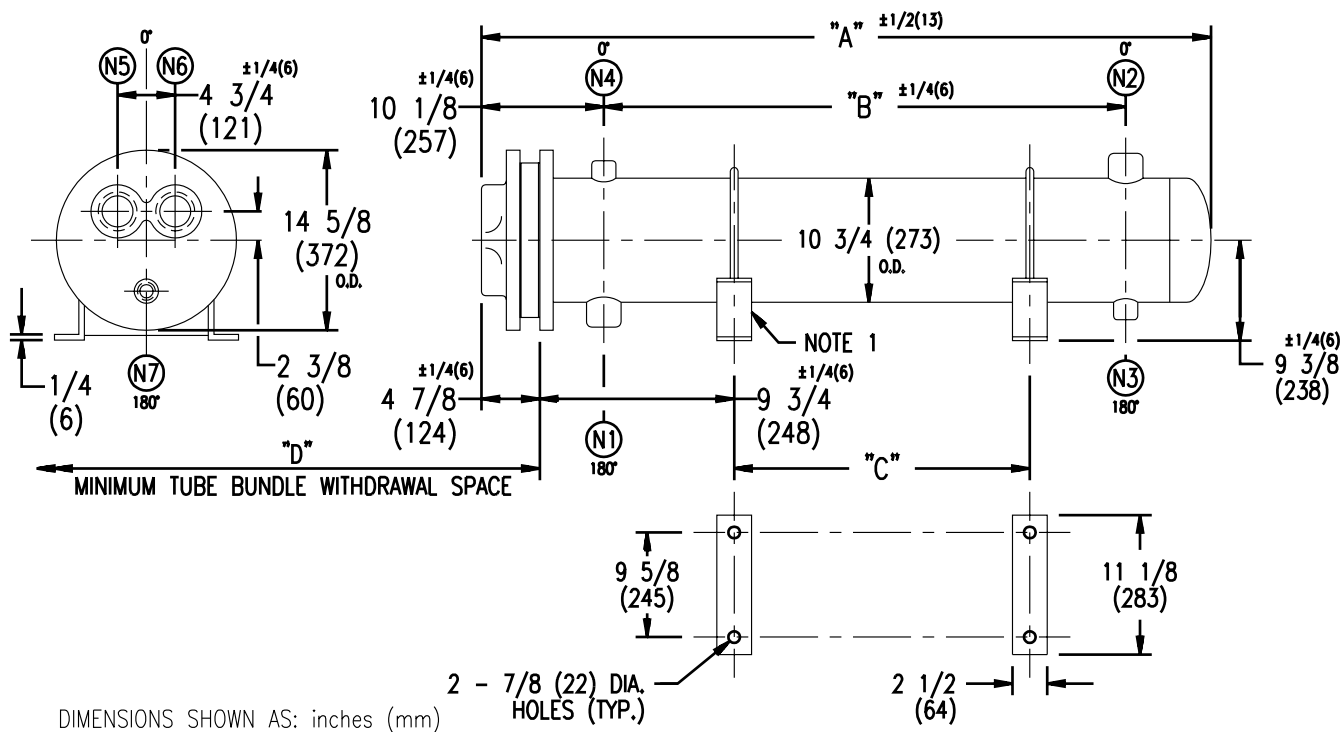 0°
N5
N6
±1/4(6)
4 3/4
(121)
14 5/8
(372)
O.D.
2 3/8
(60)
1/4
(6)
N7
180°
"A" ±1/2(13)
±1/4(6)
10 1/8
(257)
0°
N4
"B" ±1/4(6)
0°
N2
10 3/4 (273)
O.D.
NOTE 1
±1/4(6)
9 3/8
(238)
N3
180°
±1/4(6)
4 7/8
(124)
±1/4(6)
9 3/4
(248)
N1
180°
"D"
MINIMUM TUBE BUNDLE WITHDRAWAL SPACE
"C"
9 5/8
(245)
11 1/8
(283)
2 - 7/8 (22) DIA.
HOLES (TYP.)
2 1/2
(64)
DIMENSIONS SHOWN AS: inches (mm)